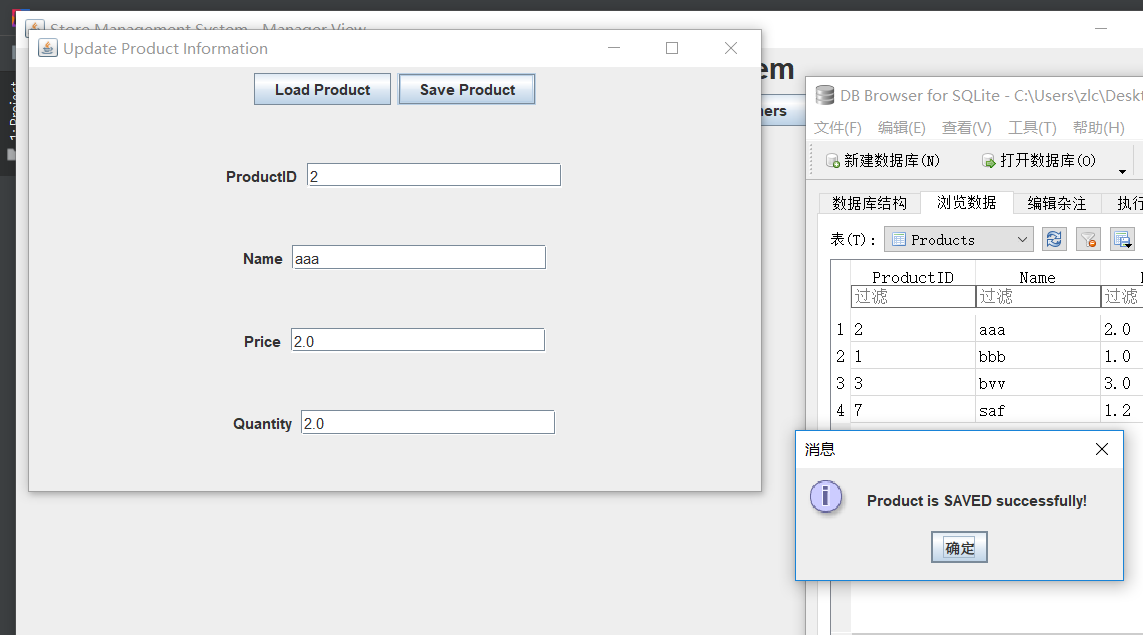 Store Management System - Manager View
Update Product Information
Load Product
Save Product
ProductID
2
Name
aaa
Price
2.0
Quantity
2.0
em
ners
1: Project
DB Browser for SQLite - C:\Users\zlc\Deskt
文件(F) 编辑(E) 查看(V) 工具(T) 帮助(H)
新建数据库(N) 打开数据库(O)
数据库结构 浏览数据 编辑杂注 执行
表(T): Products
ProductID Name
过滤 过滤 过滤
1 2 aaa 2.0
2 1 bbb 1.0
3 3 bvv 3.0
4 7 saf 1.2
消息
Product is SAVED successfully!
确定